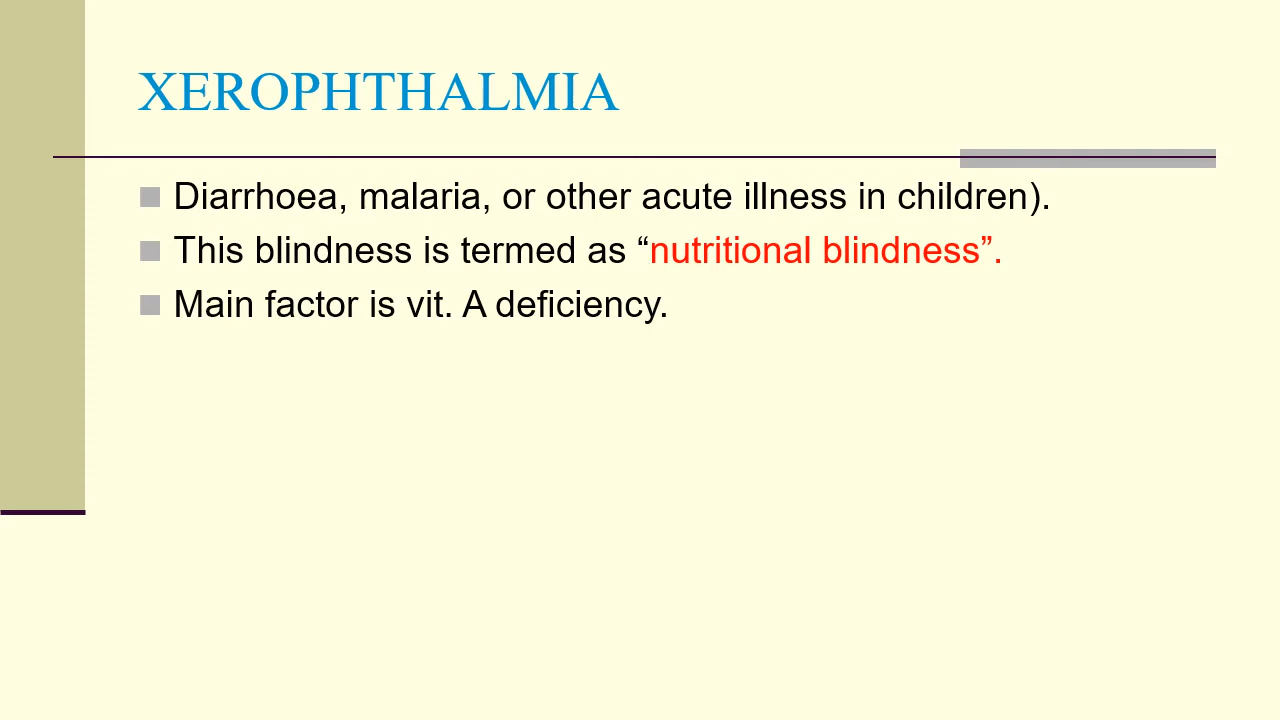 XEROPHTHALMIA
Diarrhoea, malaria, or other acute illness in children).
This blindness is termed as “nutritional blindness”.
Main factor is vit. A deficiency.